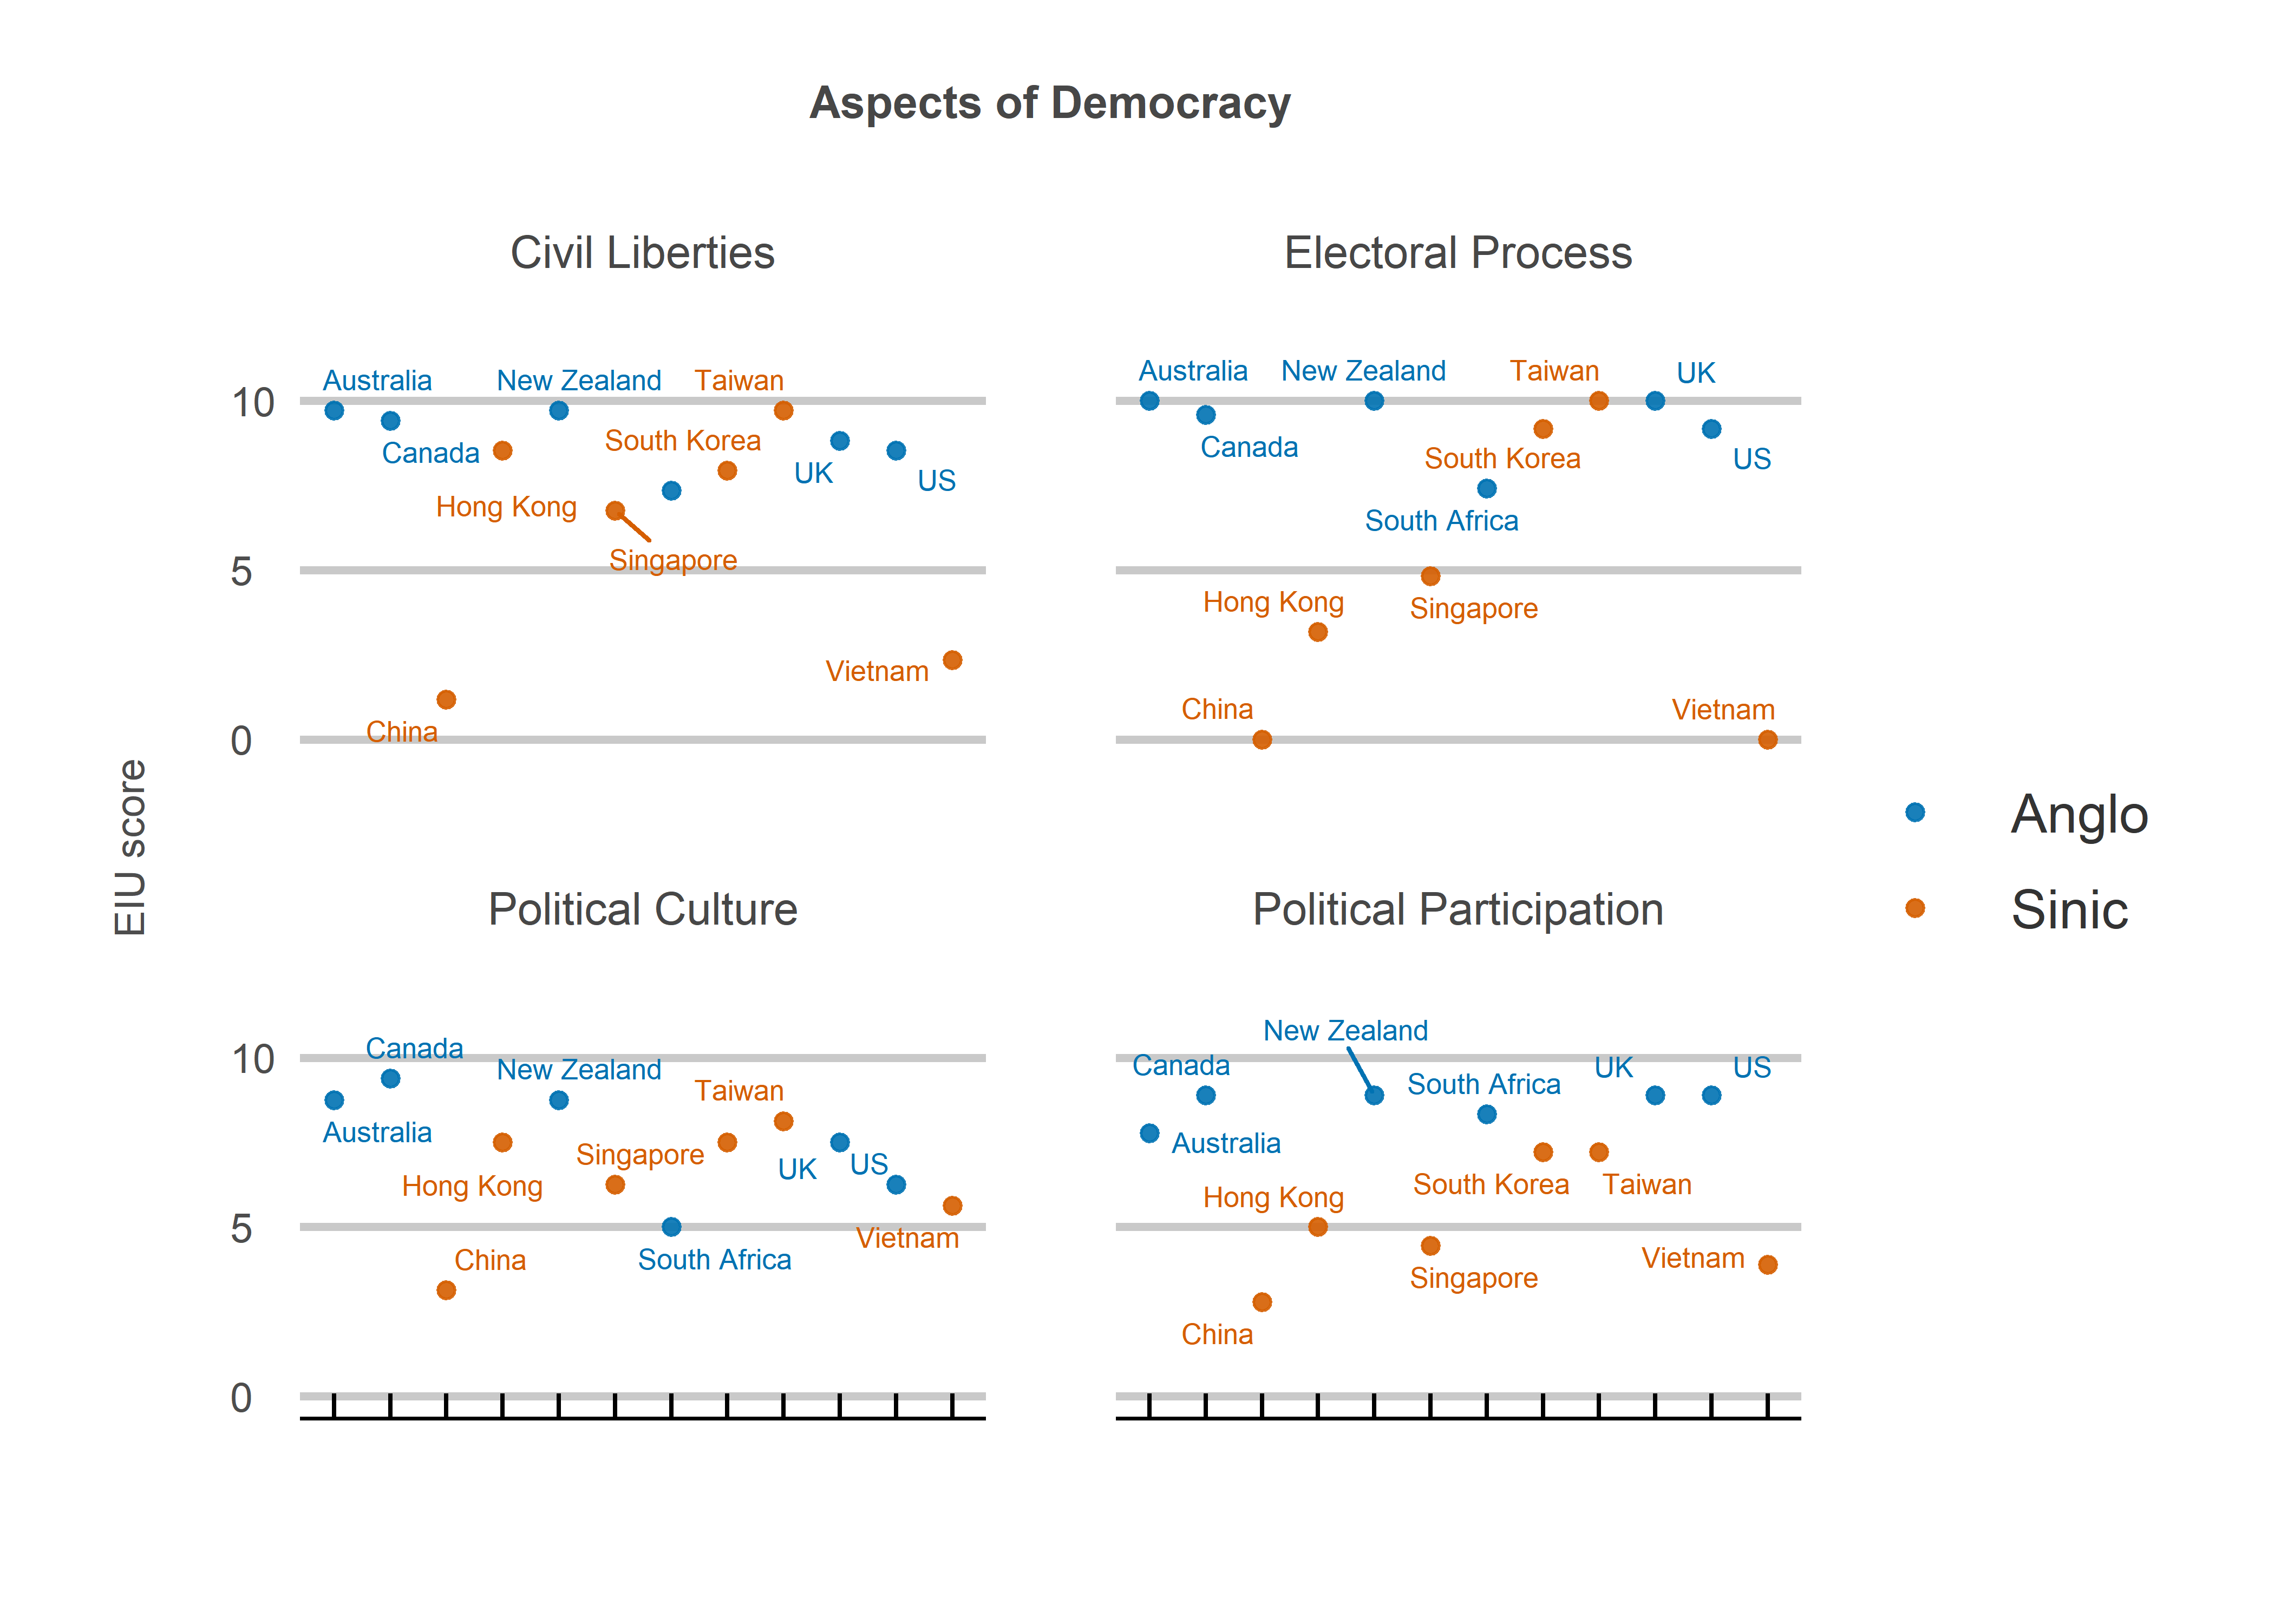 Aspects of Democracy
Civil Liberties
Electoral Process
Australia
New Zealand
Taiwan
10
Canada
South Korea
UK
US
Hong Kong
5
Singapore
Vietnam
China
0
Australia
New Zealand
Taiwan
UK
Canada
South Korea
US
South Africa
Hong Kong
Singapore
China
Vietnam
EIU score
Anglo
Sinic
Political Culture
Political Participation
Canada
10
New Zealand
Taiwan
Australia
Singapore
UK
US
Hong Kong
5
Vietnam
China
South Africa
0
New Zealand
Canada
South Africa
UK
US
Australia
South Korea
Taiwan
Hong Kong
Singapore
Vietnam
China